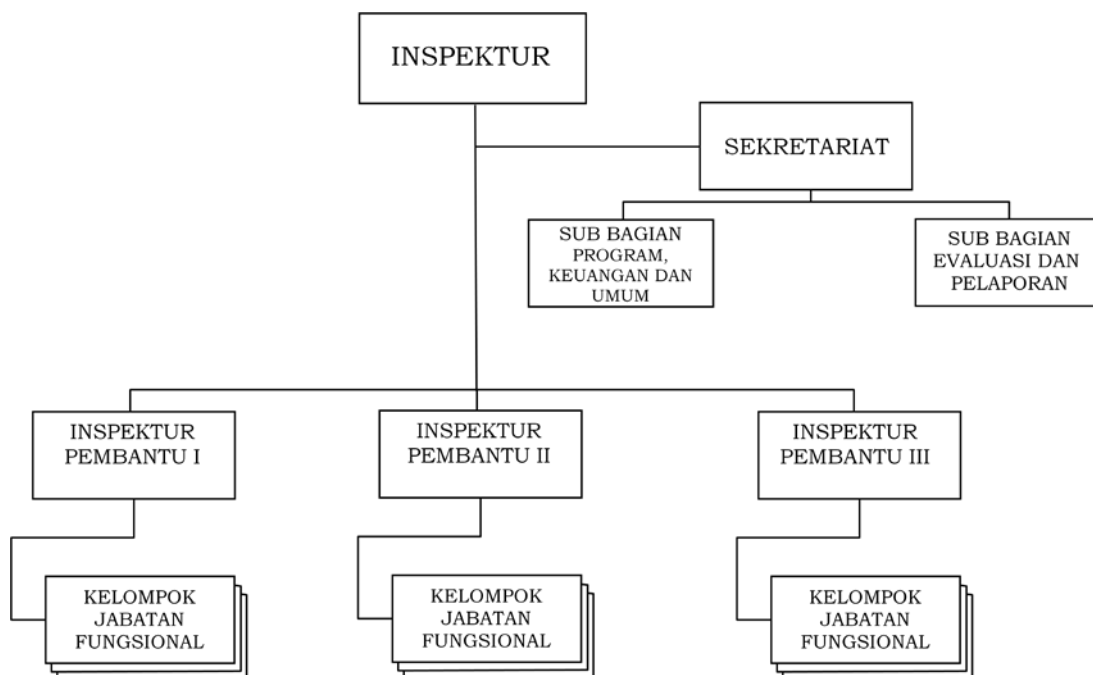 INSPEKTUR
SEKRETARIAT
SUB BAGIAN
PROGRAM,
KEUANGAN DAN
UMUM
SUB BAGIAN
EVALUASI DAN
PELAPORAN
INSPEKTUR
PEMBANTU I
INSPEKTUR
PEMBANTU II
INSPEKTUR
PEMBANTU III
KELOMPOK
JABATAN
FUNGSIONAL
KELOMPOK
JABATAN
FUNGSIONAL
KELOMPOK
JABATAN
FUNGSIONAL